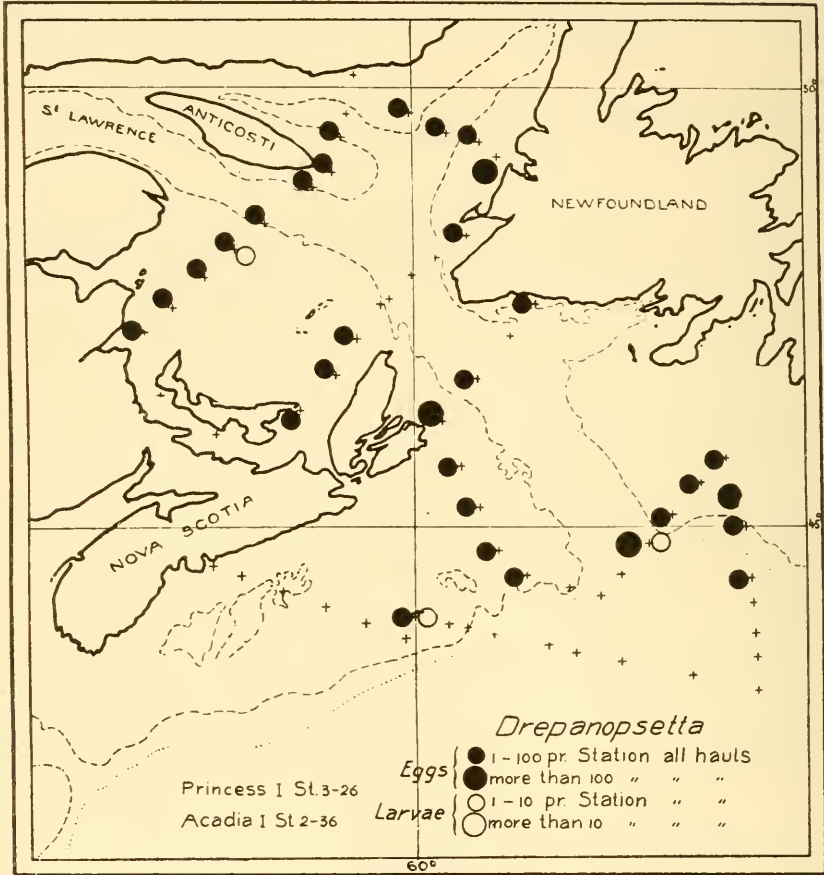 50°
St LAWRENCE
ANTICOSTI
NEWFOUNDLAND
45°
NOVA SCOTIA
Drepanopsetta
Eggs
1-100 pr. Station all hauls
more than 100 " " "
Larvae
1-10 pr. Station " "
more than 10 " " "
Princess I St. 3-26
Acadia I St 2-36
60°